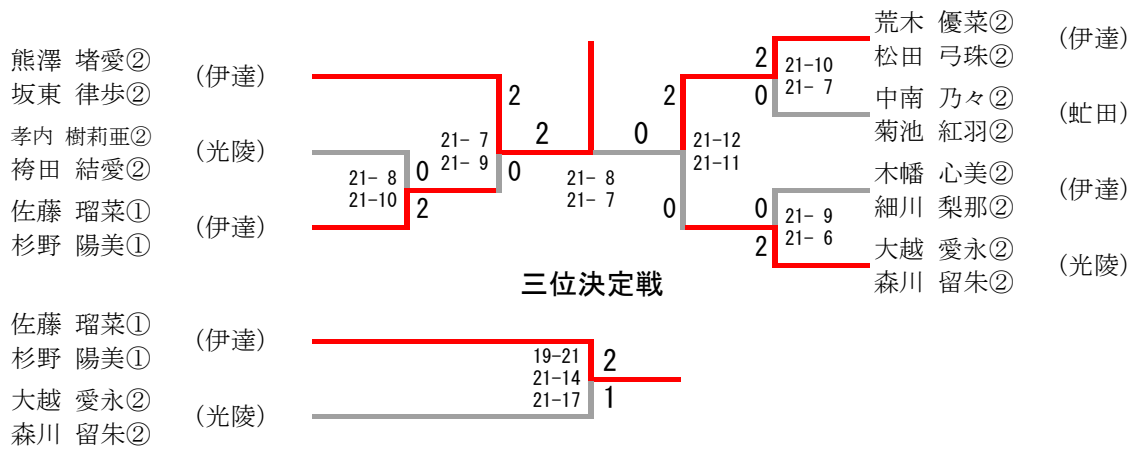 熊澤 堵愛②
坂東 律歩②
(伊達)
孝内 樹莉亜②
袴田 結愛②
(光陵)
佐藤 瑠菜①
杉野 陽美①
(伊達)
21- 8
21-10
0
2
21- 7
21- 9
2
0
2
0
21- 8
21- 7
2
0
21-12
21-11
2
0
21-10
21- 7
0
2
21- 9
21- 6
荒木 優菜②
松田 弓珠②
(伊達)
中南 乃々②
菊池 紅羽②
(虻田)
木幡 心美②
細川 梨那②
(伊達)
大越 愛永②
森川 留朱②
(光陵)
三位決定戦
佐藤 瑠菜①
杉野 陽美①
(伊達)
大越 愛永②
森川 留朱②
(光陵)
19-21
21-14
21-17
2
1